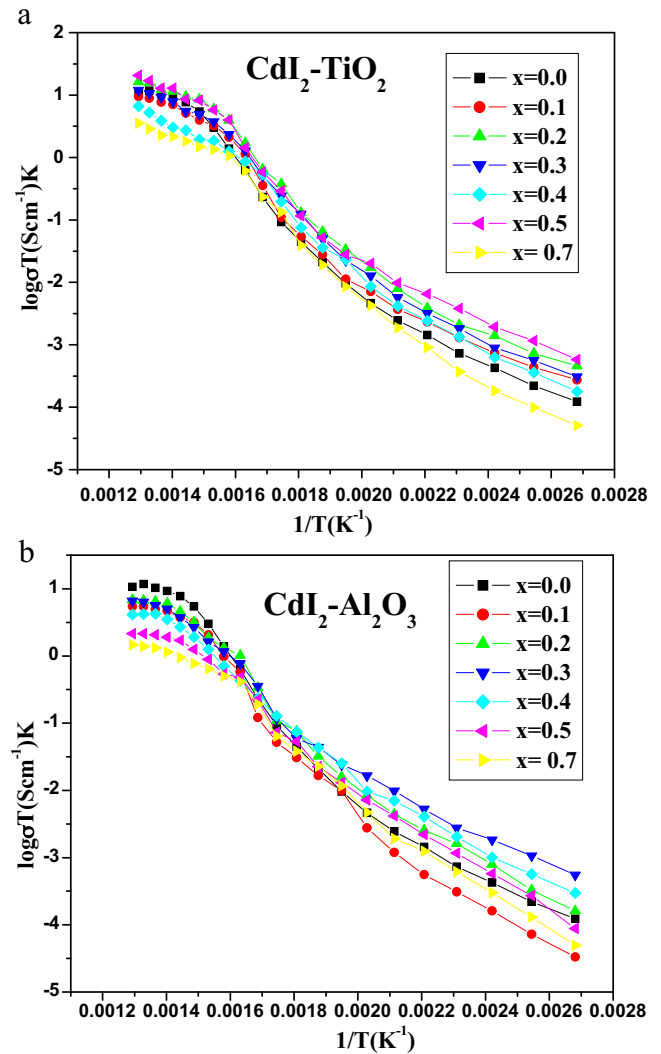 a
CdI₂-TiO₂
x=0.0
x=0.1
x=0.2
x=0.3
x=0.4
x=0.5
x= 0.7
logσT(Scm⁻¹)K
2
1
0
-1
-2
-3
-4
-5
0.0012 0.0014 0.0016 0.0018 0.0020 0.0022 0.0024 0.0026 0.0028
1/T(K⁻¹)
b
CdI₂-Al₂O₃
x=0.0
x=0.1
x=0.2
x=0.3
x=0.4
x=0.5
x= 0.7
logσT(Scm⁻¹)K
1
0
-1
-2
-3
-4
-5
0.0012 0.0014 0.0016 0.0018 0.0020 0.0022 0.0024 0.0026 0.0028
1/T(K⁻¹)